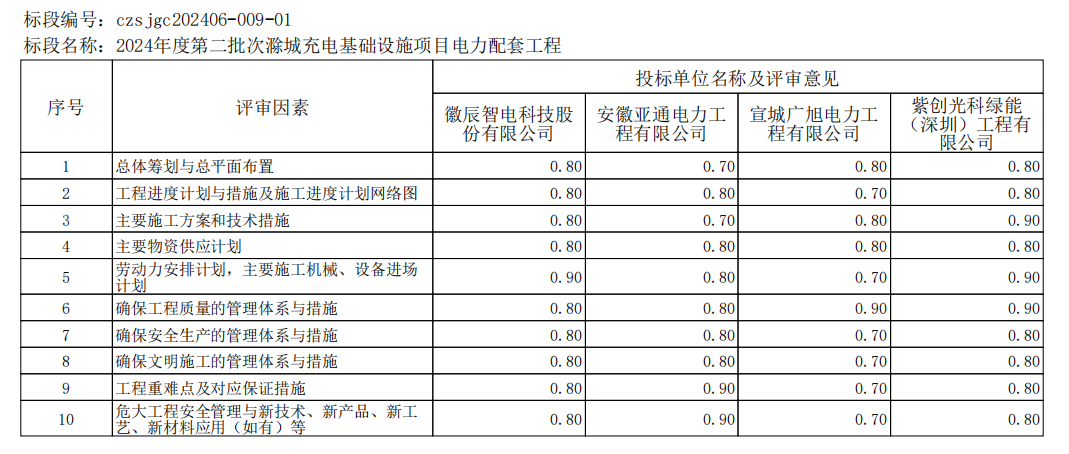 标段编号：czsjgc202406-009-01
标段名称：2024年度第二批次滁城充电基础设施项目电力配套工程
序号 评审因素 投标单位名称及评审意见
徽辰智电科技股份有限公司 安徽亚通电力工程有限公司 宣城广旭电力工程有限公司 紫创光科绿能（深圳）工程有限公司
1 总体筹划与总平面布置 0.80 0.70 0.80 0.80
2 工程进度计划与措施及施工进度计划网络图 0.80 0.80 0.70 0.80
3 主要施工方案和技术措施 0.80 0.70 0.80 0.90
4 主要物资供应计划 0.80 0.80 0.80 0.80
5 劳动力安排计划，主要施工机械、设备进场计划 0.90 0.80 0.70 0.90
6 确保工程质量的管理体系与措施 0.80 0.80 0.90 0.90
7 确保安全生产的管理体系与措施 0.80 0.80 0.70 0.80
8 确保文明施工的管理体系与措施 0.80 0.80 0.70 0.80
9 工程重难点及对应保证措施 0.80 0.90 0.70 0.80
10 危大工程安全管理与新技术、新产品、新工艺、新材料应用（如有）等 0.80 0.90 0.70 0.80